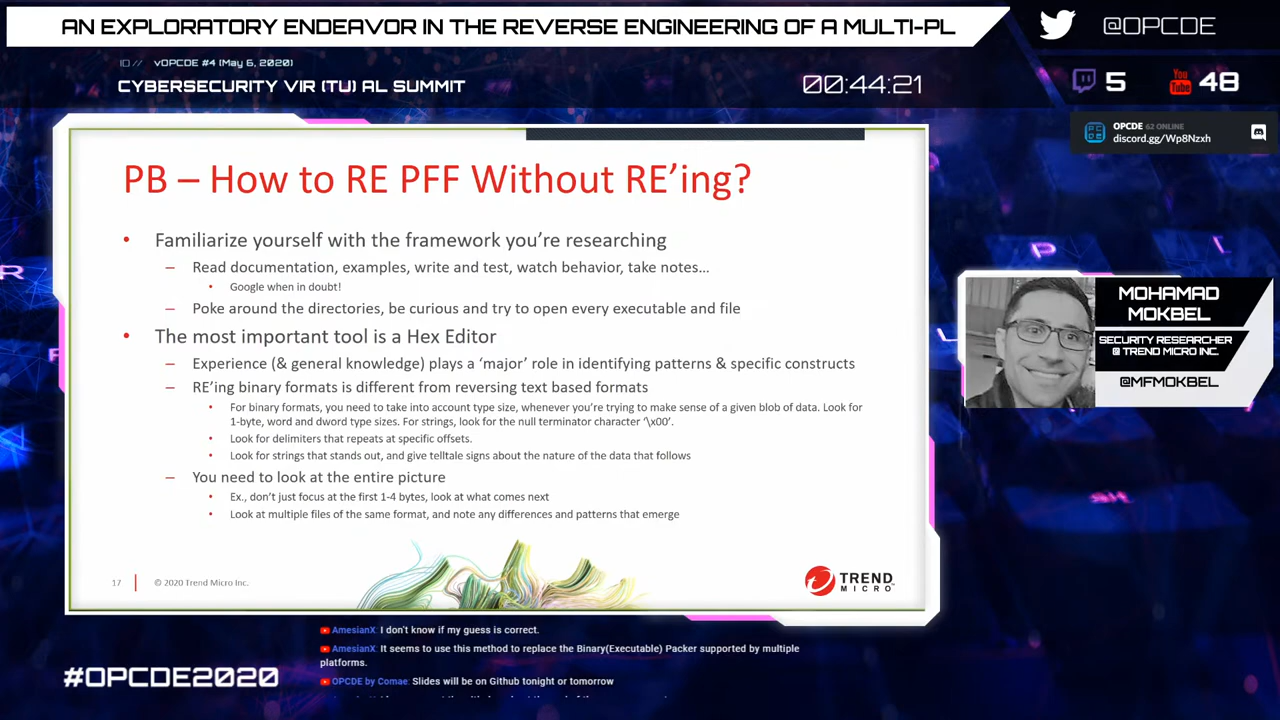 AN EXPLORATORY ENDEAVOR IN THE REVERSE ENGINEERING OF A MULTI-PL
@OPCDE
ID // vOPCDE #4 (May 6, 2020)
CYBERSECURITY VIR (TU) AL SUMMIT
00:44:21
5
You Tube 48
OPCDE 62 ONLINE
discord.gg/Wp8Nzxh
PB – How to RE PFF Without RE'ing?
• Familiarize yourself with the framework you're researching
– Read documentation, examples, write and test, watch behavior, take notes…
• Google when in doubt!
– Poke around the directories, be curious and try to open every executable and file
• The most important tool is a Hex Editor
– Experience (& general knowledge) plays a 'major' role in identifying patterns & specific constructs
– RE'ing binary formats is different from reversing text based formats
• For binary formats, you need to take into account type size, whenever you're trying to make sense of a given blob of data. Look for
1-byte, word and dword type sizes. For strings, look for the null terminator character '\x00'.
• Look for delimiters that repeats at specific offsets.
• Look for strings that stands out, and give telltale signs about the nature of the data that follows
– You need to look at the entire picture
• Ex., don't just focus at the first 1-4 bytes, look at what comes next
• Look at multiple files of the same format, and note any differences and patterns that emerge
17
© 2020 Trend Micro Inc.
TREND
MICRO
MOHAMAD
MOKBEL
SECURITY RESEARCHER
@ TREND MICRO INC.
@MFMOKBEL
AmesianX: I don't know if my guess is correct.
AmesianX: It seems to use this method to replace the Binary(Executable) Packer supported by multiple
platforms.
OPCDE by Comae: Slides will be on Github tonight or tomorrow
#OPCDE2020